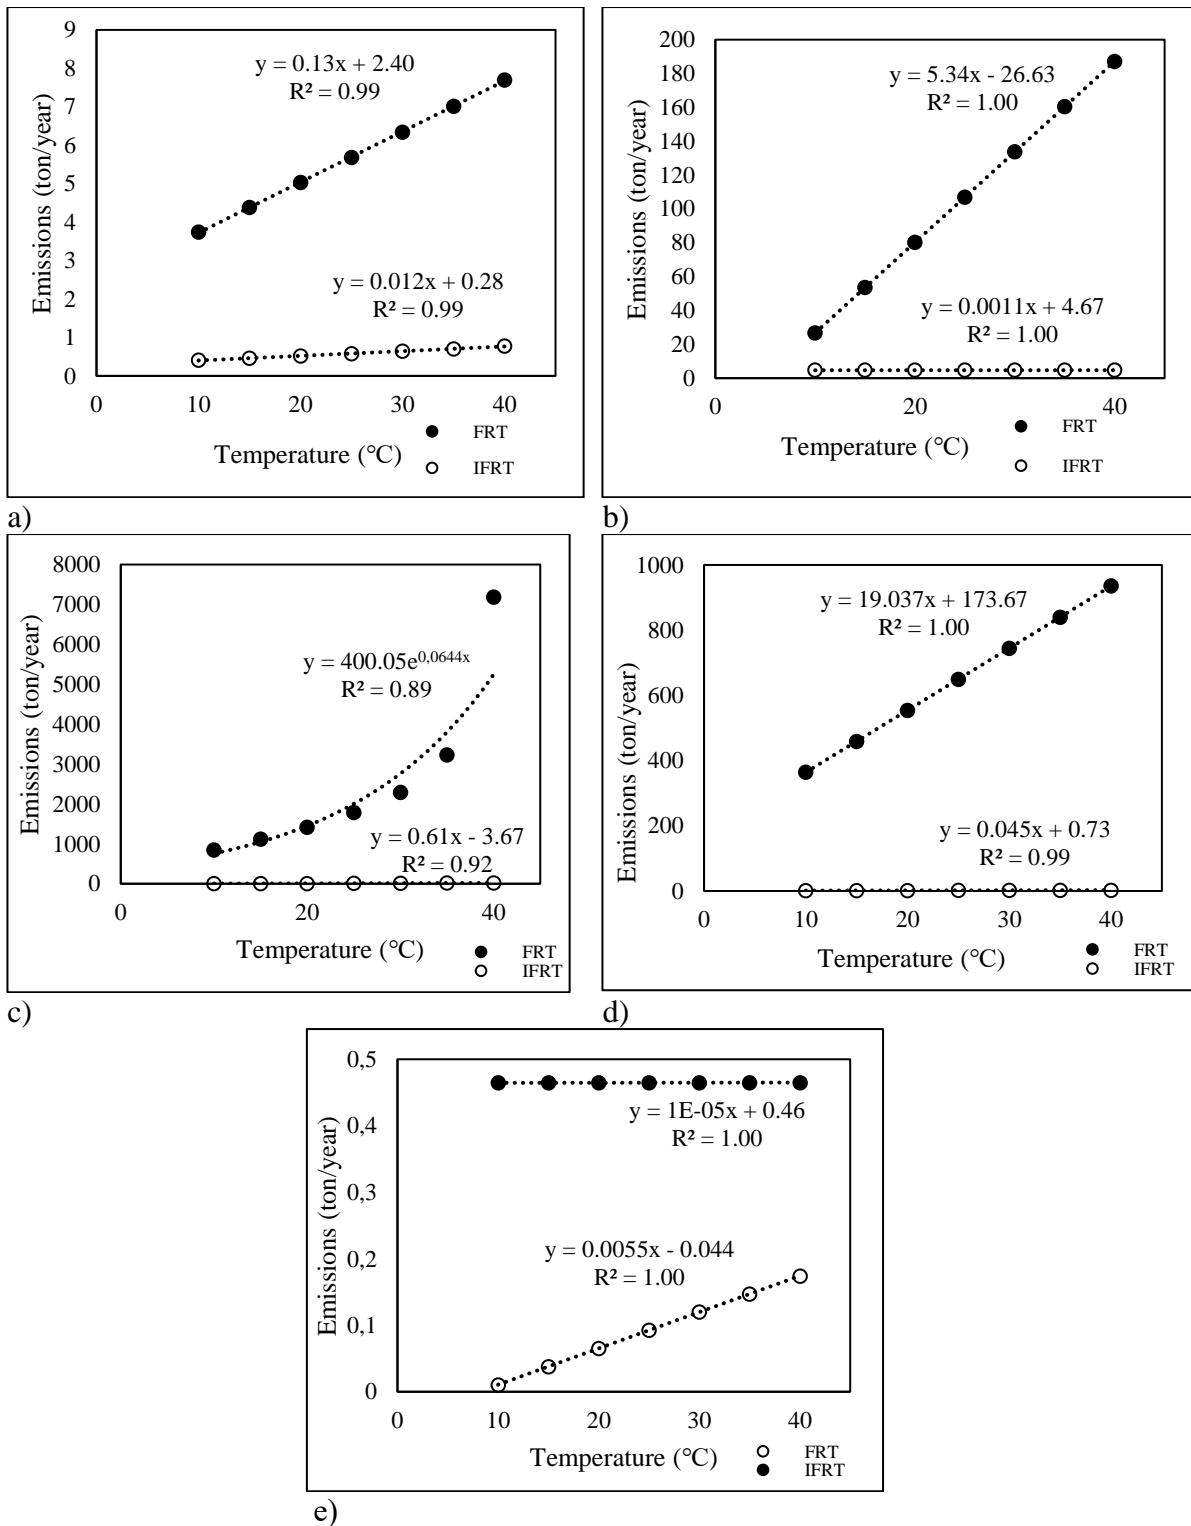 9
8
7
6
5
4
3
2
1
0
Emissions (ton/year)
y = 0.13x + 2.40
R² = 0.99
y = 0.012x + 0.28
R² = 0.99
0 10 20 30 40
Temperature (°C)
FRT
IFRT
a)
200
180
160
140
120
100
80
60
40
20
0
Emissions (ton/year)
y = 5.34x - 26.63
R² = 1.00
y = 0.0011x + 4.67
R² = 1.00
0 20 40
Temperature (°C)
FRT
IFRT
b)
8000
7000
6000
5000
4000
3000
2000
1000
0
Emissions (ton/year)
y = 400.05e^0,0644x
R² = 0.89
y = 0.61x - 3.67
R² = 0.92
0 20 40
Temperature (°C)
FRT
IFRT
c)
1000
800
600
400
200
0
Emissions (ton/year)
y = 19.037x + 173.67
R² = 1.00
y = 0.045x + 0.73
R² = 0.99
0 10 20 30 40
Temperature (°C)
FRT
IFRT
d)
0,5
0,4
0,3
0,2
0,1
0
Emissions (ton/year)
y = 1E-05x + 0.46
R² = 1.00
y = 0.0055x - 0.044
R² = 1.00
0 10 20 30 40
Temperature (°C)
FRT
IFRT
e)